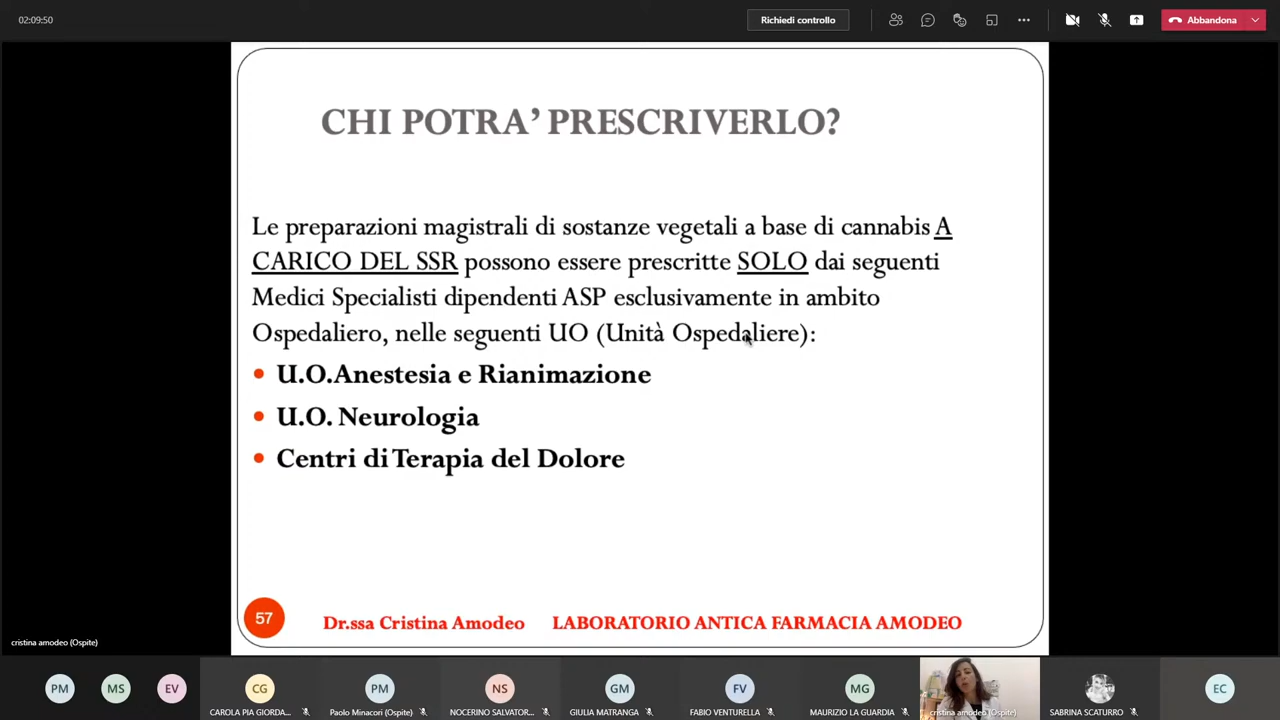 02:09:50
Richiedi controllo
Abbandona
CHI POTRA’ PRESCRIVERLO?
Le preparazioni magistrali di sostanze vegetali a base di cannabis A
CARICO DEL SSR possono essere prescritte SOLO dai seguenti
Medici Specialisti dipendenti ASP esclusivamente in ambito
Ospedaliero, nelle seguenti UO (Unità Ospedaliere):
• U.O.Anestesia e Rianimazione
• U.O. Neurologia
• Centri di Terapia del Dolore
57
Dr.ssa Cristina Amodeo LABORATORIO ANTICA FARMACIA AMODEO
cristina amodeo (Ospite)
PM MS EV CG PM NS GM FV MG EC
CAROLA PIA GIORDA... Paolo Minacori (Ospite) NOCERINO SALVATOR... GIULIA MATRANGA FABIO VENTURELLA MAURIZIO LA GUARDIA cristina amodeo (Ospite) SABRINA SCATURRO